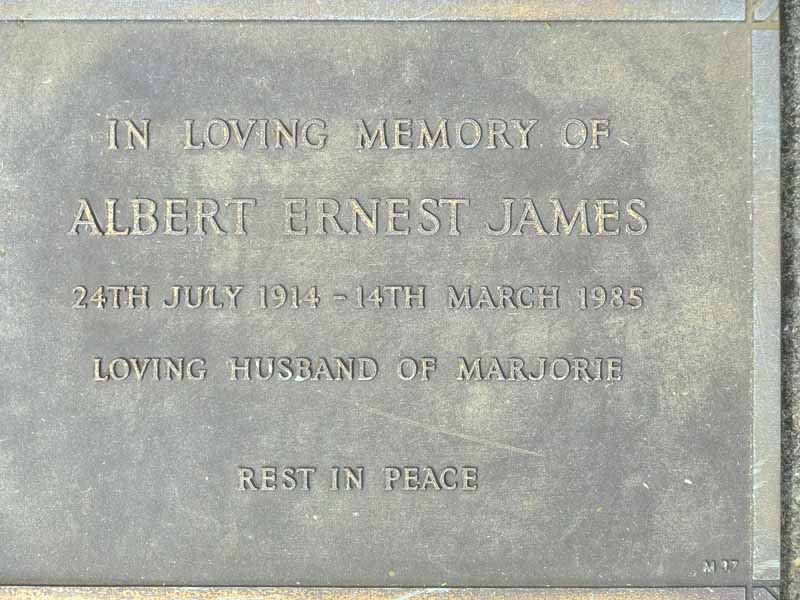 IN LOVING MEMORY OF
ALBERT ERNEST JAMES
24TH JULY 1914 - 14TH MARCH 1985
LOVING HUSBAND OF MARJORIE
REST IN PEACE